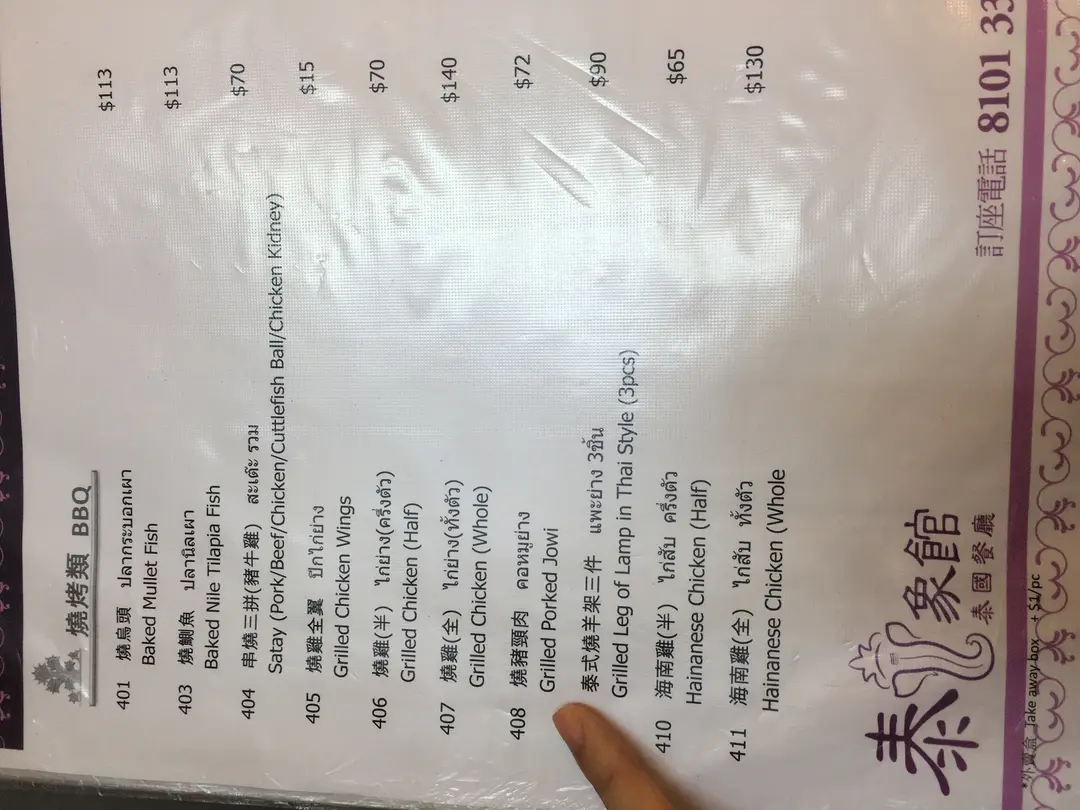 燒烤類 BBQ
401 燒烏頭 ปลากระบอกเผา $113
Baked Mullet Fish
403 燒鯽魚 ปลานิลเผา $113
Baked Nile Tilapia Fish
404 串燒三拼(豬牛雞) สะเต๊ะ รวม $70
Satay (Pork/Beef/Chicken/Cuttlefish Ball/Chicken Kidney)
405 燒雞全翼 ปีกไก่ย่าง $15
Grilled Chicken Wings
406 燒雞(半) ไก่ย่าง(ครึ่งตัว) $70
Grilled Chicken (Half)
407 燒雞(全) ไก่ย่าง(ทั้งตัว) $140
Grilled Chicken (Whole)
408 燒豬頸肉 คอหมูย่าง $72
Grilled Porked Jowi
泰式燒羊架三件 แพะย่าง 3ชิ้น $90
Grilled Leg of Lamp in Thai Style (3pcs)
410 海南雞(半) ไก่สับ ครึ่งตัว $65
Hainanese Chicken (Half)
411 海南雞(全) ไก่สับ ทั้งตัว $130
Hainanese Chicken (Whole
泰象館
泰國餐廳
訂座電話 8101 33
*外賣盒 Take away box + $1/pc